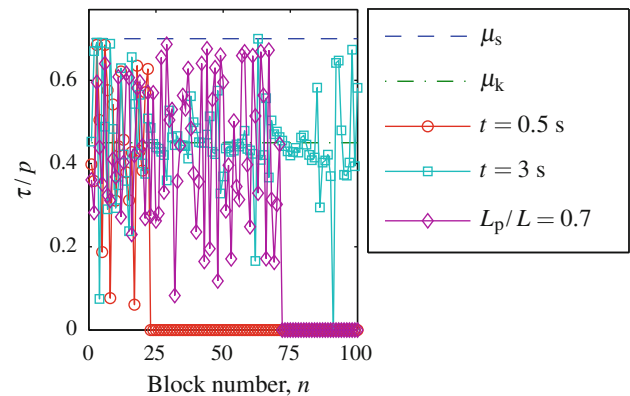 τ/p
0.6
0.4
0.2
0
0 25 50 75 100
Block number, n
μs
μk
t = 0.5 s
t = 3 s
Lp/L = 0.7